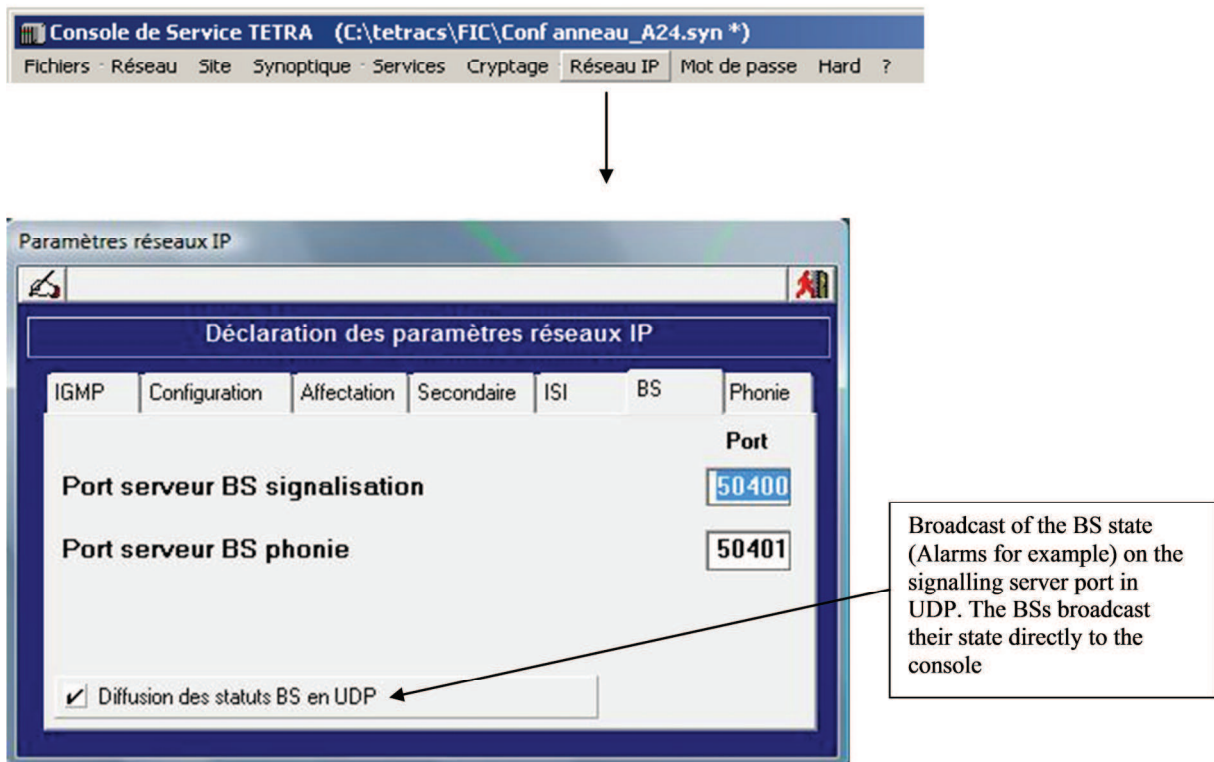 Console de Service TETRA (C:\tetracs\FIC\Conf anneau_A24.syn *)
Fichiers Réseau Site Synoptique Services Cryptage Réseau IP Mot de passe Hard ?
Paramètres réseaux IP
Déclaration des paramètres réseaux IP
IGMP Configuration Affectation Secondaire ISI BS Phonie
Port
Port serveur BS signalisation 50400
Port serveur BS phonie 50401
Diffusion des statuts BS en UDP
Broadcast of the BS state
(Alarms for example) on the
signalling server port in
UDP. The BSs broadcast
their state directly to the
console